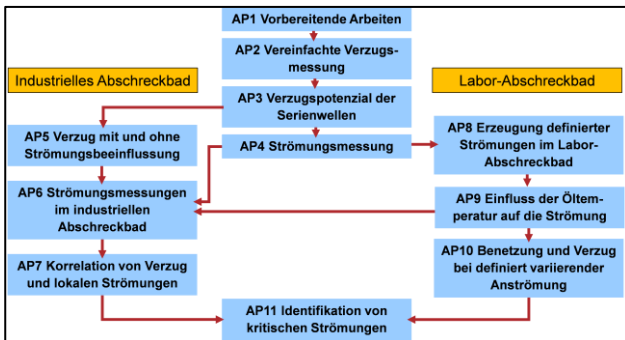 AP1 Vorbereitende Arbeiten
AP2 Vereinfachte Verzugs-
messung
Industrielles Abschreckbad
Labor-Abschreckbad
AP3 Verzugspotenzial der
Serienwellen
AP5 Verzug mit und ohne
Strömungsbeeinflussung
AP4 Strömungsmessung
AP8 Erzeugung definierter
Strömungen im Labor-
Abschreckbad
AP6 Strömungsmessungen
im industriellen
Abschreckbad
AP9 Einfluss der Öltem-
peratur auf die Strömung
AP7 Korrelation von Verzug
und lokalen Strömungen
AP10 Benetzung und Verzug
bei definiert variierender
Anströmung
AP11 Identifikation von
kritischen Strömungen